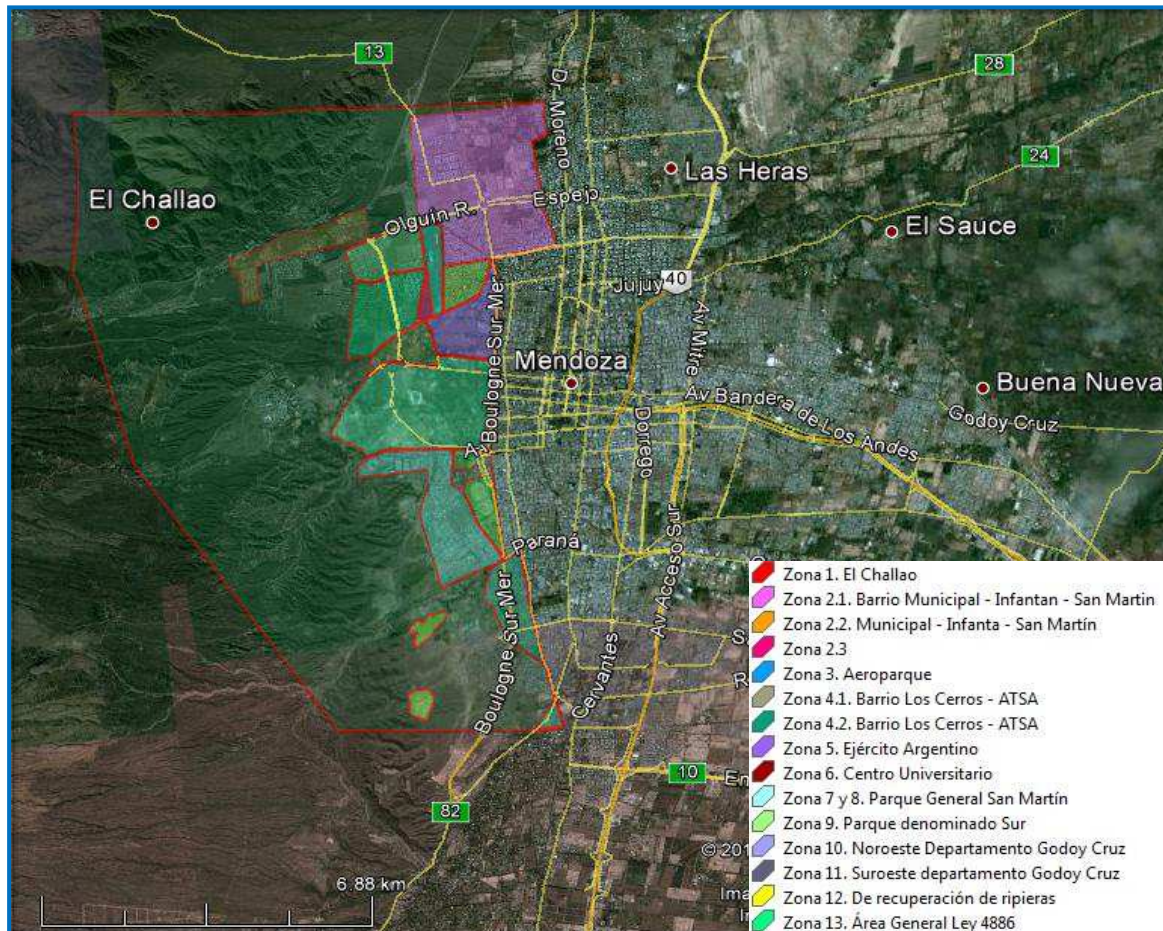 13
28
Dr. Moreno
24
Las Heras
El Challao
Espejo
Olguin R.
El Sauce
40
Jujuy
Boulogne Sur Mer
Av Mitre
Mendoza
Buena Nueva
Av Bandera de Los Andes
Godoy Cruz
Dorrego
Paraná
Av Acceso Sur
Boulogne Sur Mer
Cervantes
10
82
6.88 km
© 201
Zona 1. El Challao
Zona 2.1. Barrio Municipal - Infantan - San Martin
Zona 2.2. Municipal - Infanta - San Martín
Zona 2.3
Zona 3. Aeroparque
Zona 4.1. Barrio Los Cerros - ATSA
Zona 4.2. Barrio Los Cerros - ATSA
Zona 5. Ejército Argentino
Zona 6. Centro Universitario
Zona 7 y 8. Parque General San Martín
Zona 9. Parque denominado Sur
Zona 10. Noroeste Departamento Godoy Cruz
Zona 11. Suroeste departamento Godoy Cruz
Zona 12. De recuperación de ripieras
Zona 13. Área General Ley 4886